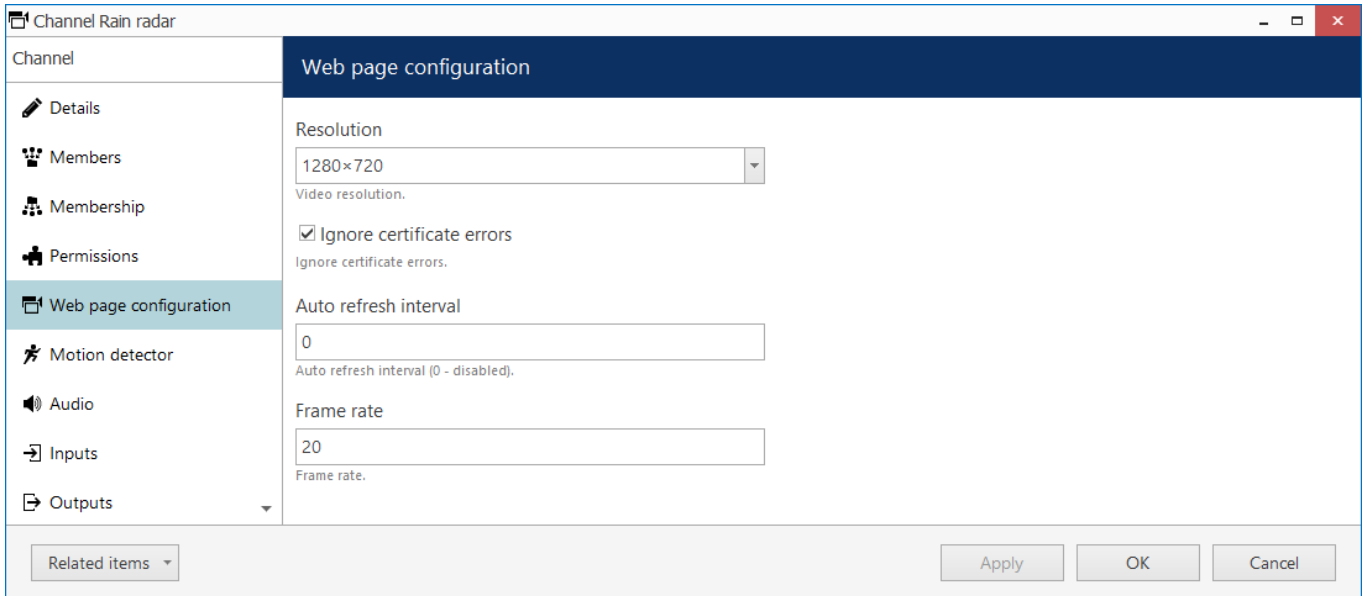 Channel Rain radar
Channel
Web page configuration
Details
Members
Membership
Permissions
Web page configuration
Motion detector
Audio
Inputs
Outputs
Resolution
1280×720
Video resolution.
Ignore certificate errors
Ignore certificate errors.
Auto refresh interval
0
Auto refresh interval (0 - disabled).
Frame rate
20
Frame rate.
Related items
Apply
OK
Cancel